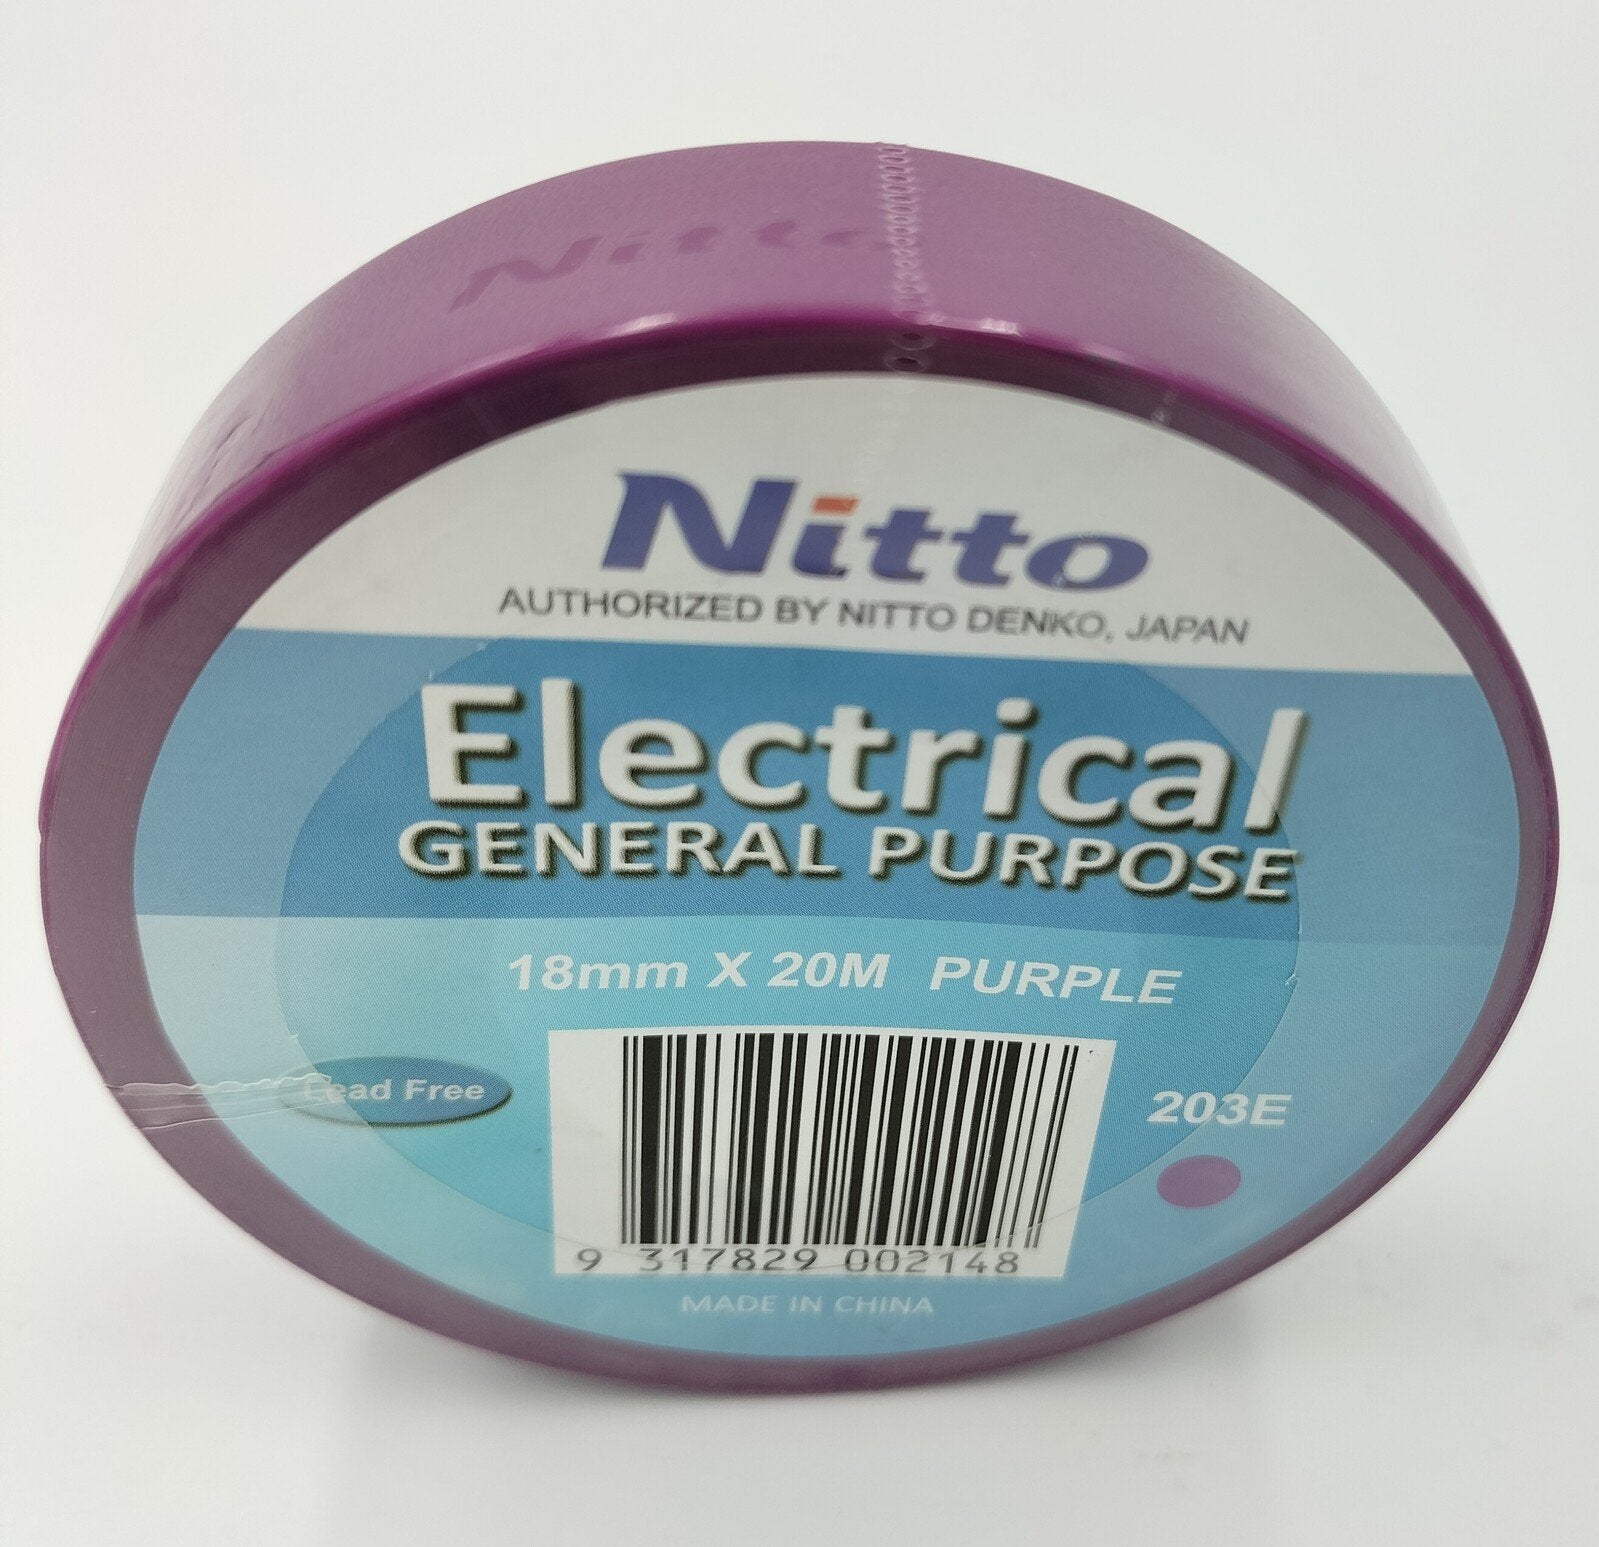 Nitto
Nitto
AUTHORIZED BY NITTO DENKO, JAPAN
Electrical
GENERAL PURPOSE
18mm X 20M PURPLE
Lead Free
203E
9 317829 002148
MADE IN CHINA